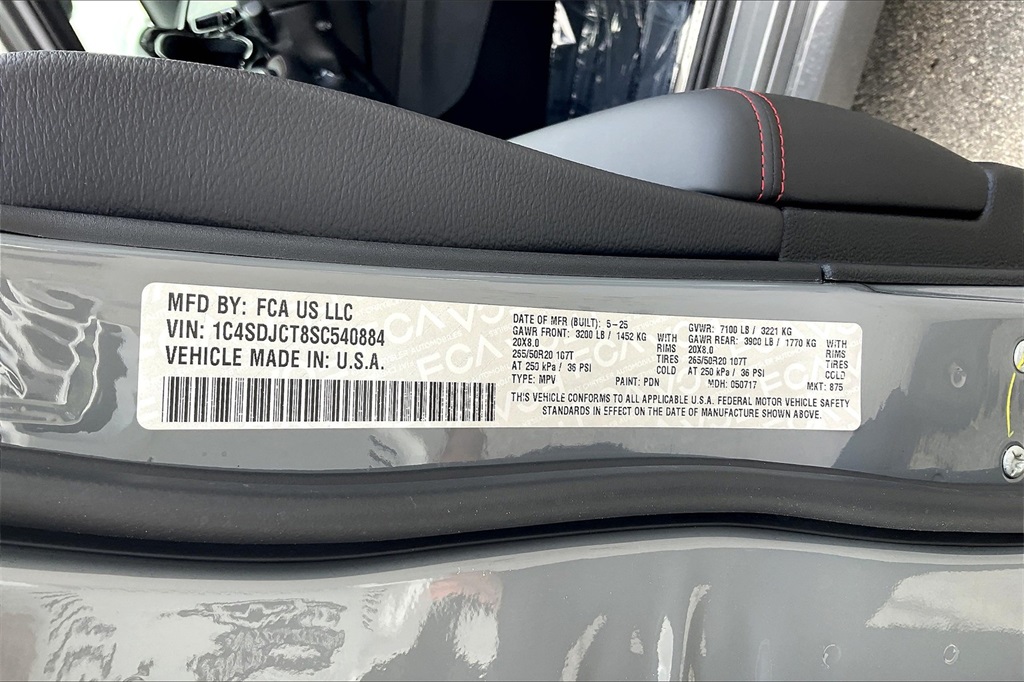 MFD BY: FCA US LLC
VIN: 1C4SDJCT8SC540884
VEHICLE MADE IN: U.S.A.
DATE OF MFR (BUILT): 5-25 GVWR: 7100 LB / 3221 KG
GAWR FRONT: 3200 LB / 1452 KG WITH GAWR REAR: 3900 LB / 1770 KG WITH
20X8.0 RIMS 20X8.0 RIMS
265/50R20 107T TIRES 265/50R20 107T TIRES
AT 250 kPa / 36 PSI COLD AT 250 kPa / 36 PSI COLD
TYPE: MPV PAINT: PDN MDH: 050717 MKT: 875
THIS VEHICLE CONFORMS TO ALL APPLICABLE U.S.A. FEDERAL MOTOR VEHICLE SAFETY
STANDARDS IN EFFECT ON THE DATE OF MANUFACTURE SHOWN ABOVE.